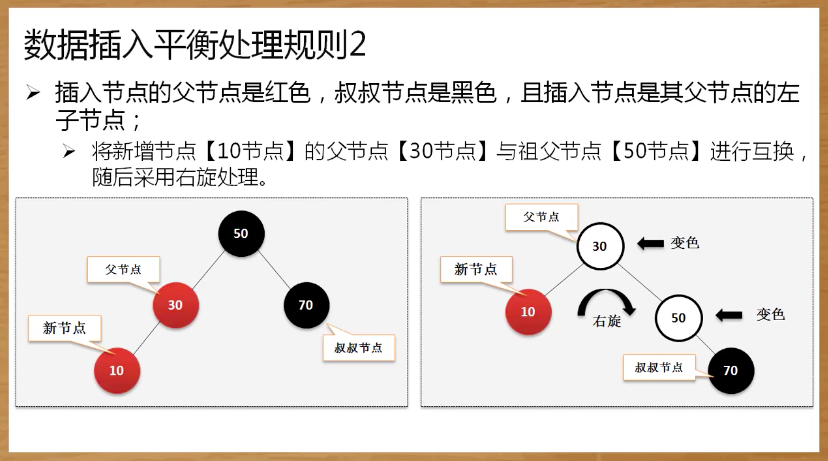 数据插入平衡处理规则2
插入节点的父节点是红色，叔叔节点是黑色，且插入节点是其父节点的左
子节点；
将新增节点【10节点】的父节点【30节点】与祖父节点【50节点】进行互换，
随后采用右旋处理。
50
父节点
30
70
新节点
叔叔节点
10
父节点
30
变色
新节点
10
右旋
50
变色
叔叔节点
70